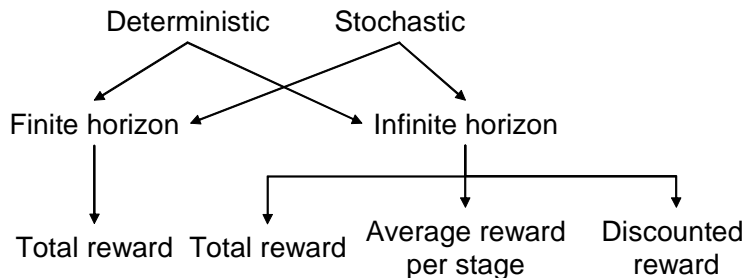 Deterministic Stochastic
Finite horizon Infinite horizon
Total reward Total reward Average reward per stage Discounted reward